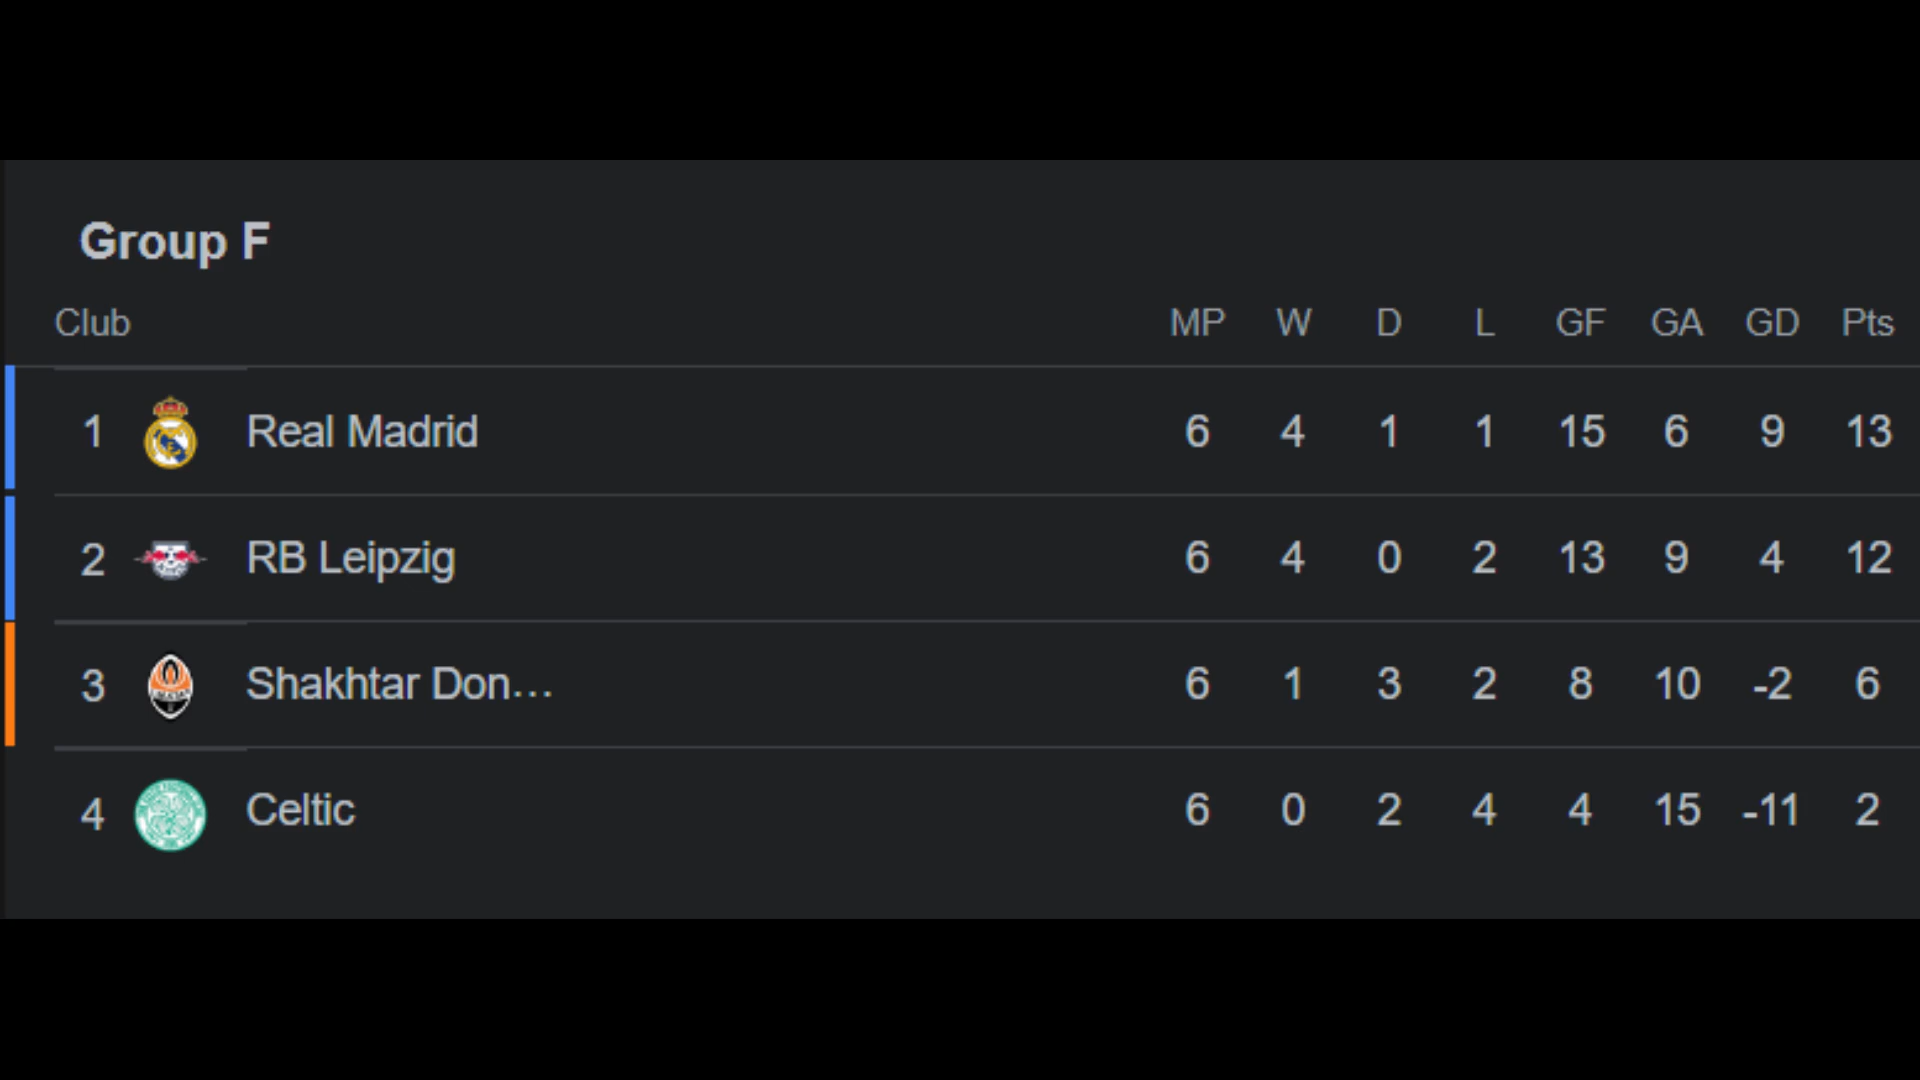 Group F
Club MP W D L GF GA GD Pts
1 Real Madrid 6 4 1 1 15 6 9 13
2 RB Leipzig 6 4 0 2 13 9 4 12
3 Shakhtar Don... 6 1 3 2 8 10 -2 6
4 Celtic 6 0 2 4 4 15 -11 2